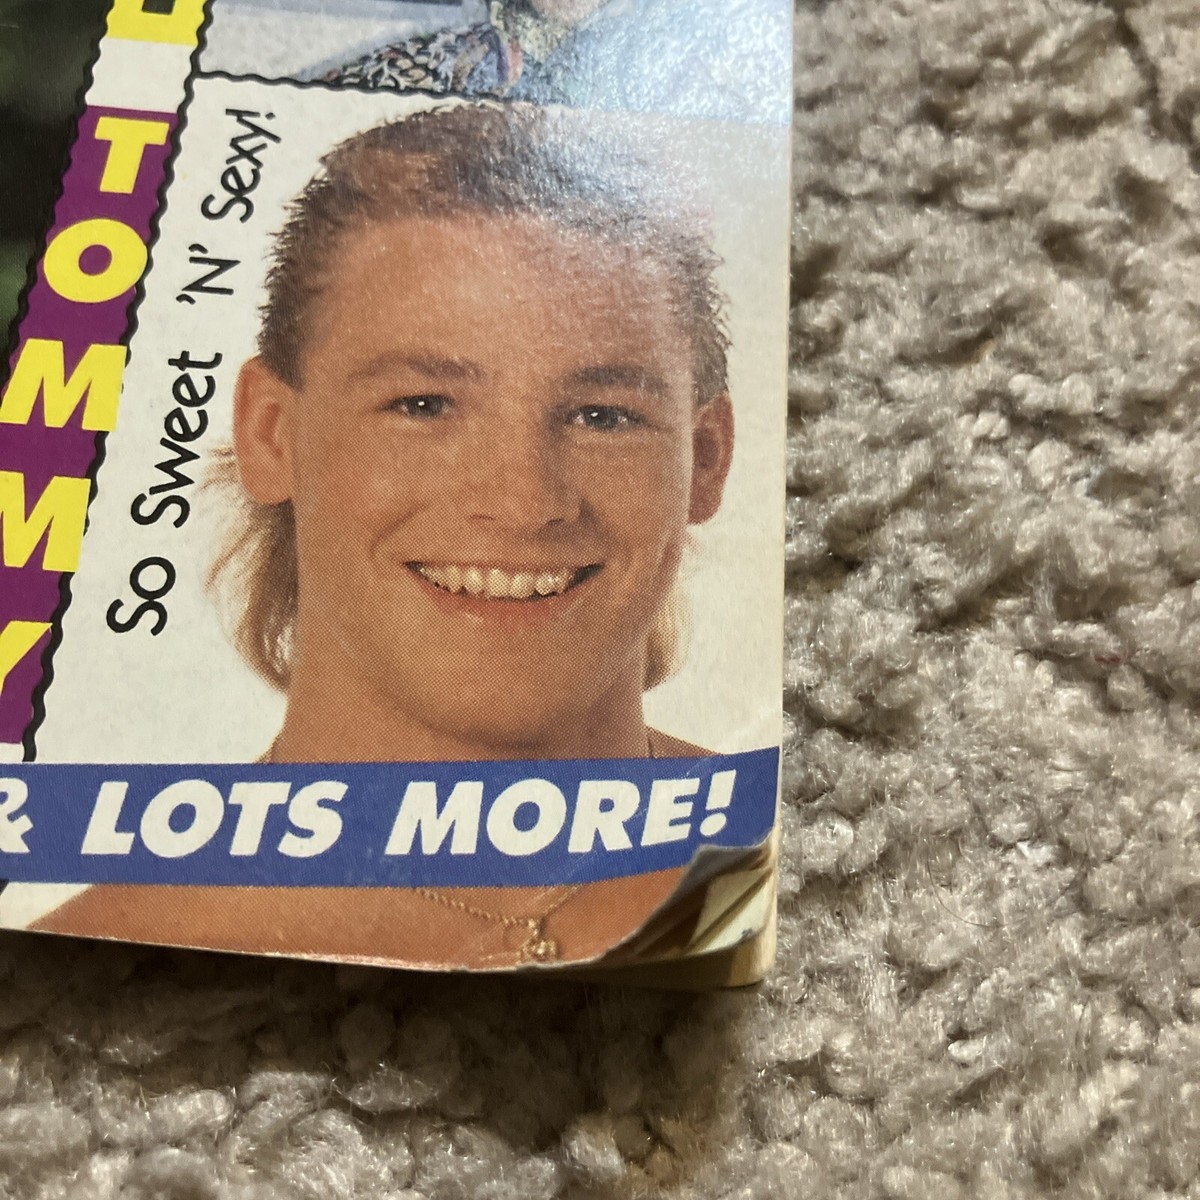 TOMMY
So Sweet 'N' Sexy!
& LOTS MORE!